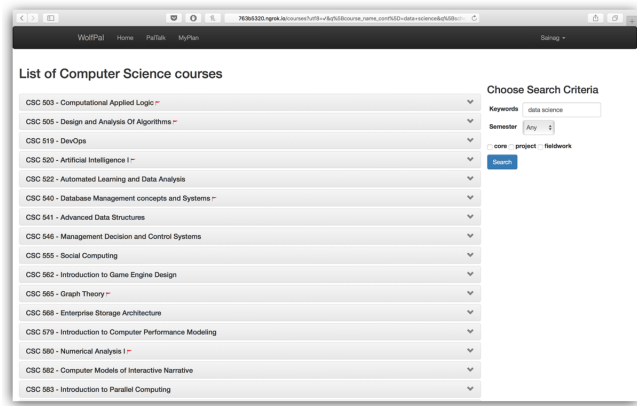 763b5320.ngrok.io/courses?utf8=✓&q%5Bcourse_name_cont%5D=data+science&q%5Bs
WolfPal Home PalTalk MyPlan Sainag
List of Computer Science courses
CSC 503 - Computational Applied Logic
CSC 505 - Design and Analysis Of Algorithms
CSC 519 - DevOps
CSC 520 - Artificial Intelligence I
CSC 522 - Automated Learning and Data Analysis
CSC 540 - Database Management concepts and Systems
CSC 541 - Advanced Data Structures
CSC 546 - Management Decision and Control Systems
CSC 555 - Social Computing
CSC 562 - Introduction to Game Engine Design
CSC 565 - Graph Theory
CSC 568 - Enterprise Storage Architecture
CSC 579 - Introduction to Computer Performance Modeling
CSC 580 - Numerical Analysis I
CSC 582 - Computer Models of Interactive Narrative
CSC 583 - Introduction to Parallel Computing
Choose Search Criteria
Keywords data science
Semester Any
core project fieldwork
Search